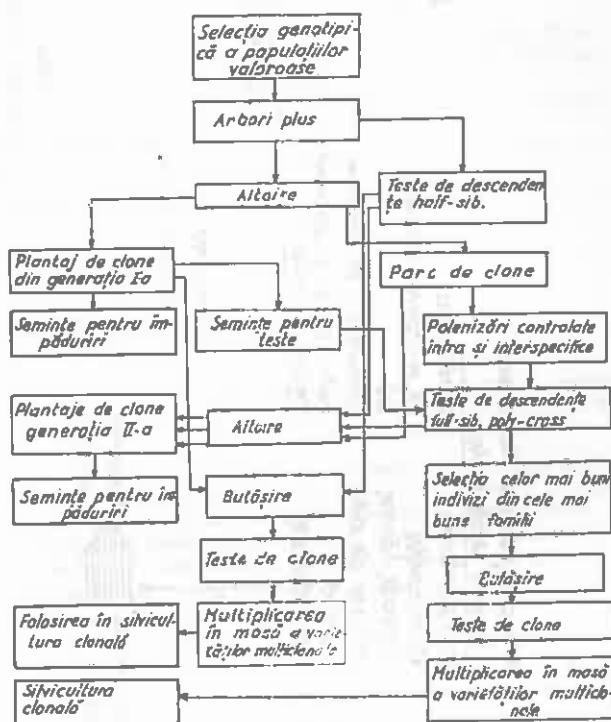 Selecția genotipi-
că a populațiilor
valoroase
Arbori plus
Altoire
Teste de descenden
țe half-sib.
Plantaj de clone
din generația I-a
Parc de clone
Semințe pentru îm-
păduriri
Semințe pentru
teste
Polenizări controlate
intra și interspecifice
Plantaje de clone
generația II-a
Altoire
Teste de descendente
full-sib, poly-cross
Semințe pentru îm
păduriri
Butășire
Selecția celor mai buni
indivizi din cele mai
bune familii
Teste de clone
Butășire
Folosirea în silvicul-
tura clonală
Multiplicarea
în masă a varie-
tăților multiclonale
Teste de clone
Silvicultura
clonală
Multiplicarea în masă
a varietăților multiclo-
nale